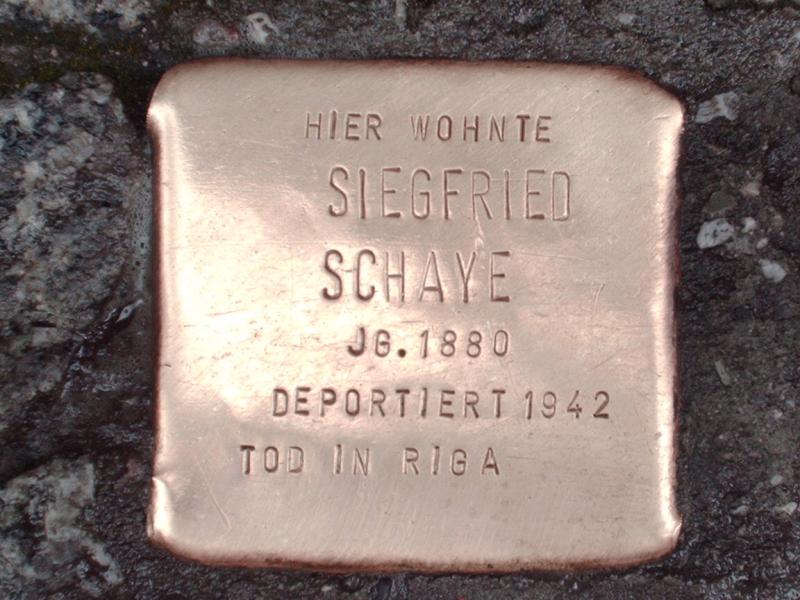 HIER WOHNTE
SIEGFRIED
SCHAYE
JG. 1880
DEPORTIERT 1942
TOD IN RIGA